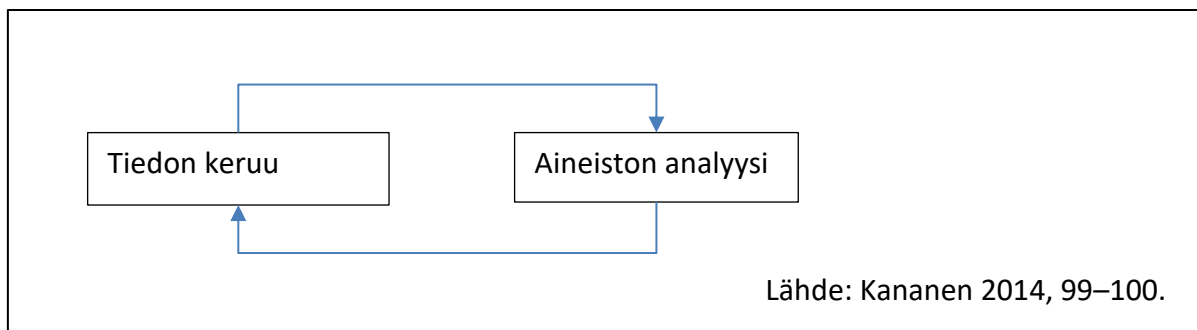 Tiedon keruu
Aineiston analyysi
Lähde: Kananen 2014, 99–100.